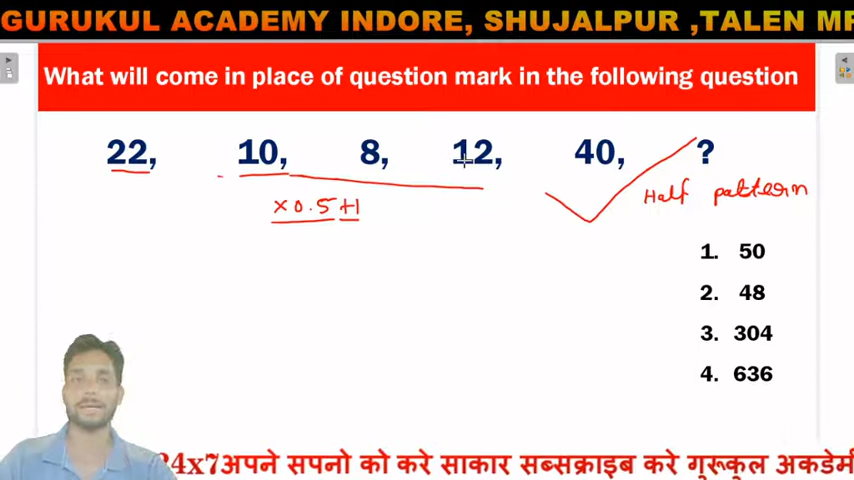 GURUKUL ACADEMY INDORE, SHUJALPUR ,TALEN MP
What will come in place of question mark in the following question
22, 10, 8, 12, 40, ?
×0.5+1
Half pattern
1. 50
2. 48
3. 304
4. 636
24x7अपने सपनो को करे साकार सब्सक्राइब करे गुरूकुल अकडेमी